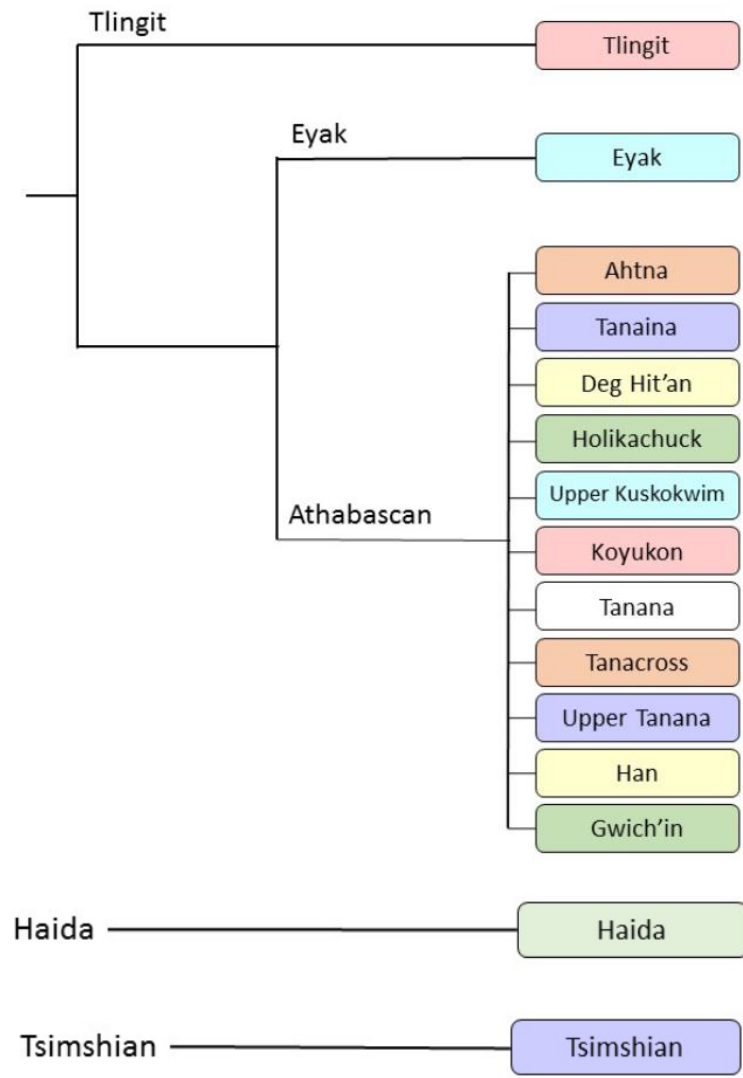 Tlingit
Tlingit
Eyak
Eyak
Ahtna
Tanaina
Deg Hit’an
Holikachuck
Upper Kuskokwim
Athabascan
Koyukon
Tanana
Tanacross
Upper Tanana
Han
Gwich’in
Haida
Haida
Tsimshian
Tsimshian